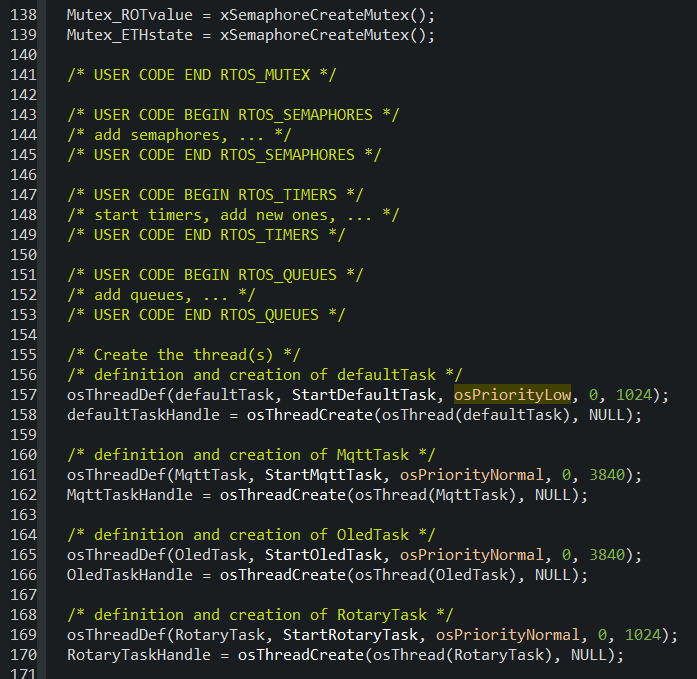 138 Mutex_ROTvalue = xSemaphoreCreateMutex();
139 Mutex_ETHstate = xSemaphoreCreateMutex();
140
141 /* USER CODE END RTOS_MUTEX */
142
143 /* USER CODE BEGIN RTOS_SEMAPHORES */
144 /* add semaphores, ... */
145 /* USER CODE END RTOS_SEMAPHORES */
146
147 /* USER CODE BEGIN RTOS_TIMERS */
148 /* start timers, add new ones, ... */
149 /* USER CODE END RTOS_TIMERS */
150
151 /* USER CODE BEGIN RTOS_QUEUES */
152 /* add queues, ... */
153 /* USER CODE END RTOS_QUEUES */
154
155 /* Create the thread(s) */
156 /* definition and creation of defaultTask */
157 osThreadDef(defaultTask, StartDefaultTask, osPriorityLow, 0, 1024);
158 defaultTaskHandle = osThreadCreate(osThread(defaultTask), NULL);
159
160 /* definition and creation of MqttTask */
161 osThreadDef(MqttTask, StartMqttTask, osPriorityNormal, 0, 3840);
162 MqttTaskHandle = osThreadCreate(osThread(MqttTask), NULL);
163
164 /* definition and creation of OledTask */
165 osThreadDef(OledTask, StartOledTask, osPriorityNormal, 0, 3840);
166 OledTaskHandle = osThreadCreate(osThread(OledTask), NULL);
167
168 /* definition and creation of RotaryTask */
169 osThreadDef(RotaryTask, StartRotaryTask, osPriorityNormal, 0, 1024);
170 RotaryTaskHandle = osThreadCreate(osThread(RotaryTask), NULL);
171